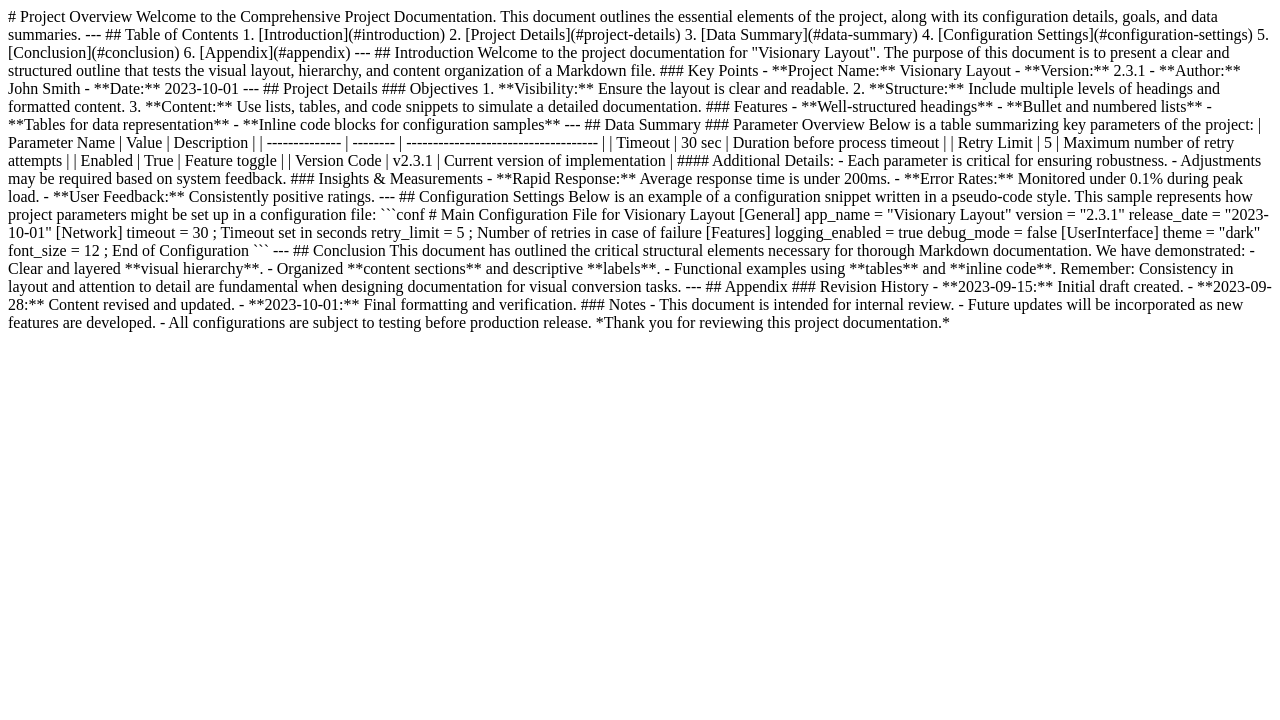 # Project Overview Welcome to the Comprehensive Project Documentation. This document outlines the essential elements of the project, along with its configuration details, goals, and data
summaries. --- ## Table of Contents 1. [Introduction](#introduction) 2. [Project Details](#project-details) 3. [Data Summary](#data-summary) 4. [Configuration Settings](#configuration-settings) 5.
[Conclusion](#conclusion) 6. [Appendix](#appendix) --- ## Introduction Welcome to the project documentation for "Visionary Layout". The purpose of this document is to present a clear and
structured outline that tests the visual layout, hierarchy, and content organization of a Markdown file. ### Key Points - **Project Name:** Visionary Layout - **Version:** 2.3.1 - **Author:**
John Smith - **Date:** 2023-10-01 --- ## Project Details ### Objectives 1. **Visibility:** Ensure the layout is clear and readable. 2. **Structure:** Include multiple levels of headings and
formatted content. 3. **Content:** Use lists, tables, and code snippets to simulate a detailed documentation. ### Features - **Well-structured headings** - **Bullet and numbered lists** -
**Tables for data representation** - **Inline code blocks for configuration samples** --- ## Data Summary ### Parameter Overview Below is a table summarizing key parameters of the project: |
Parameter Name | Value | Description | | -------------- | -------- | ------------------------------------ | | Timeout | 30 sec | Duration before process timeout | | Retry Limit | 5 | Maximum number of retry
attempts | | Enabled | True | Feature toggle | | Version Code | v2.3.1 | Current version of implementation | #### Additional Details: - Each parameter is critical for ensuring robustness. - Adjustments
may be required based on system feedback. ### Insights & Measurements - **Rapid Response:** Average response time is under 200ms. - **Error Rates:** Monitored under 0.1% during peak
load. - **User Feedback:** Consistently positive ratings. --- ## Configuration Settings Below is an example of a configuration snippet written in a pseudo-code style. This sample represents how
project parameters might be set up in a configuration file: ```conf # Main Configuration File for Visionary Layout [General] app_name = "Visionary Layout" version = "2.3.1" release_date = "2023-
10-01" [Network] timeout = 30 ; Timeout set in seconds retry_limit = 5 ; Number of retries in case of failure [Features] logging_enabled = true debug_mode = false [UserInterface] theme = "dark"
font_size = 12 ; End of Configuration ``` --- ## Conclusion This document has outlined the critical structural elements necessary for thorough Markdown documentation. We have demonstrated: -
Clear and layered **visual hierarchy**. - Organized **content sections** and descriptive **labels**. - Functional examples using **tables** and **inline code**. Remember: Consistency in
layout and attention to detail are fundamental when designing documentation for visual conversion tasks. --- ## Appendix ### Revision History - **2023-09-15:** Initial draft created. - **2023-09-
28:** Content revised and updated. - **2023-10-01:** Final formatting and verification. ### Notes - This document is intended for internal review. - Future updates will be incorporated as new
features are developed. - All configurations are subject to testing before production release. *Thank you for reviewing this project documentation.*